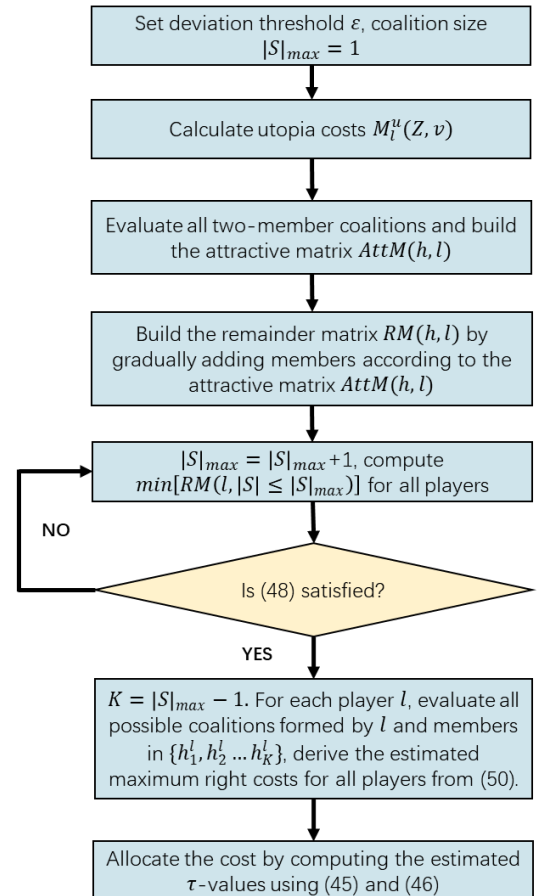 Set deviation threshold ε, coalition size
|S|max = 1
Calculate utopia costs M_l^u(Z, v)
Evaluate all two-member coalitions and build
the attractive matrix AttM(h, l)
Build the remainder matrix RM(h, l) by
gradually adding members according to the
attractive matrix AttM(h, l)
|S|max = |S|max+1, compute
min[RM(l, |S| ≤ |S|max)] for all players
NO
Is (48) satisfied?
YES
K = |S|max − 1. For each player l, evaluate all
possible coalitions formed by l and members
in {h_1^l, h_2^l ... h_K^l}, derive the estimated
maximum right costs for all players from (50).
Allocate the cost by computing the estimated
τ-values using (45) and (46)